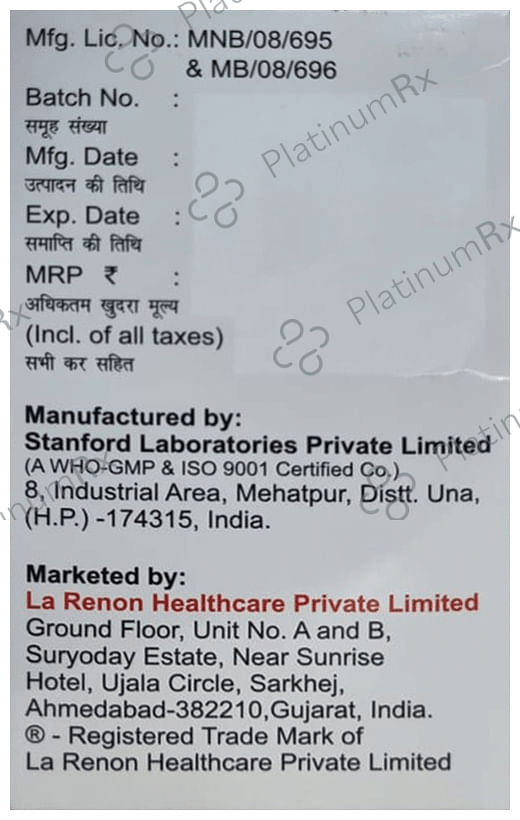 Mfg. Lic. No.: MNB/08/695
& MB/08/696
Batch No. :
समूह संख्या
Mfg. Date :
उत्पादन की तिथि
Exp. Date :
समाप्ति की तिथि
MRP ₹ :
अधिकतम खुदरा मूल्य
(Incl. of all taxes)
सभी कर सहित
Manufactured by:
Stanford Laboratories Private Limited
(A WHO-GMP & ISO 9001 Certified Co.)
8, Industrial Area, Mehatpur, Distt. Una,
(H.P.) -174315, India.
Marketed by:
La Renon Healthcare Private Limited
Ground Floor, Unit No. A and B,
Suryoday Estate, Near Sunrise
Hotel, Ujala Circle, Sarkhej,
Ahmedabad-382210,Gujarat, India.
® - Registered Trade Mark of
La Renon Healthcare Private Limited
PlatinumRx
PlatinumRx